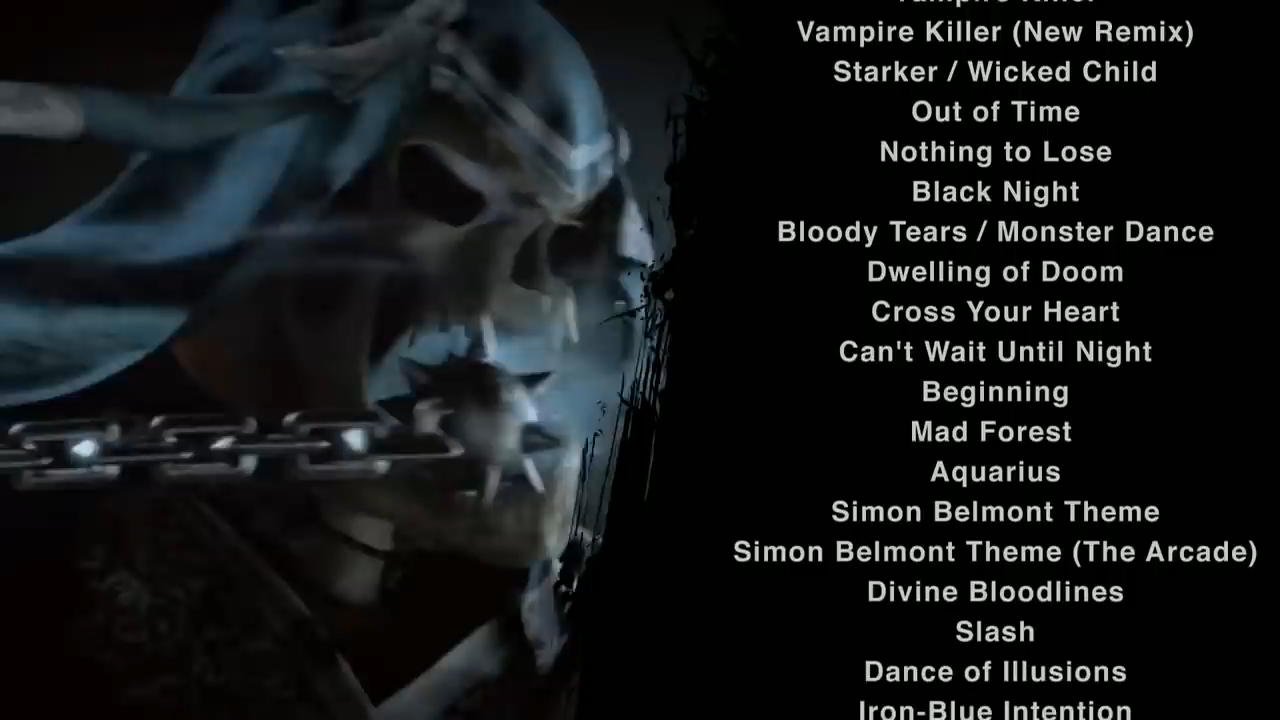 Vampire Killer
Vampire Killer (New Remix)
Starker / Wicked Child
Out of Time
Nothing to Lose
Black Night
Bloody Tears / Monster Dance
Dwelling of Doom
Cross Your Heart
Can't Wait Until Night
Beginning
Mad Forest
Aquarius
Simon Belmont Theme
Simon Belmont Theme (The Arcade)
Divine Bloodlines
Slash
Dance of Illusions
Iron-Blue Intention